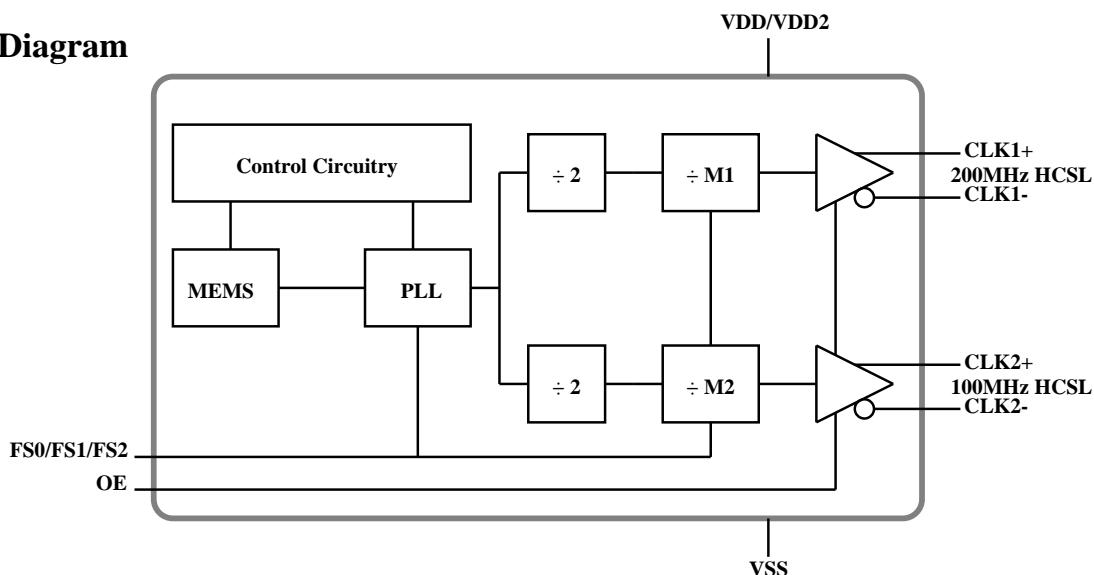 VDD/VDD2
Diagram
Control Circuitry
÷ 2
÷ M1
CLK1+
200MHz HCSL
CLK1-
MEMS
PLL
÷ 2
÷ M2
CLK2+
100MHz HCSL
CLK2-
FS0/FS1/FS2
OE
VSS